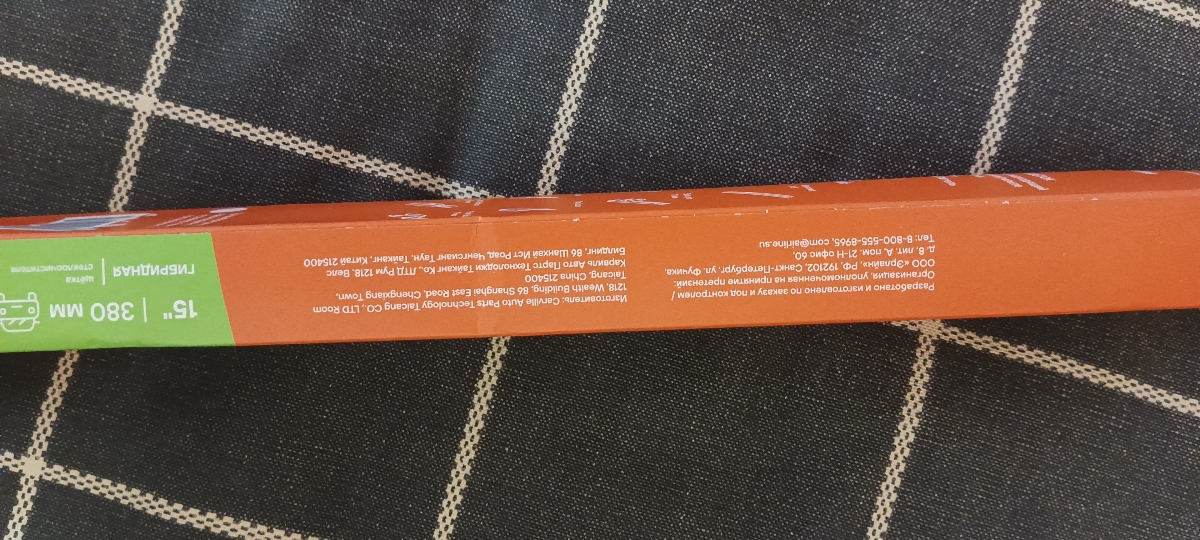 15" | 380 мм
ГИБРИДНАЯ
щётка
стеклоочистителя
Изготовитель: Carville Auto Parts Technology Taicang CO., LTD Room
1218, Wealth Building, 86 Shanghai East Road, Chengxiang Town,
Taicang, China 215400
Карвиль Авто Партс Технолоджи Тайканг Ко., ЛТД Рум 1218, Велс
Билдинг, 86 Шанхай Ист Роад, Ченгсианг Таун, Тайканг, Китай 215400
Разработано и изготовлено по заказу и под контролем /
Организация, уполномоченная на принятие претензий:
ООО «Эрлайн», РФ, 192102, Санкт-Петербург. ул. Фучика,
д. 8, лит. А, пом. 21-Н офис 60,
Тел: 8-800-555-8965, com@airline.su